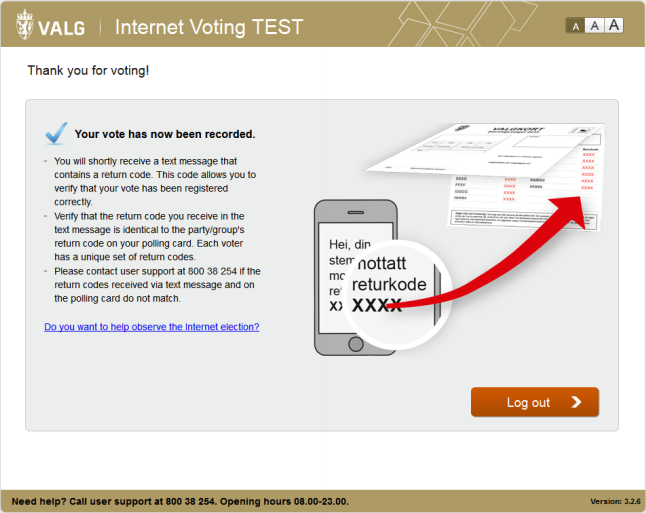 VALG Internet Voting TEST A A A
Thank you for voting!
Your vote has now been recorded.
- You will shortly receive a text message that
contains a return code. This code allows you to
verify that your vote has been registered
correctly.
- Verify that the return code you receive in the
text message is identical to the party/group's
return code on your polling card. Each voter
has a unique set of return codes.
- Please contact user support at 800 38 254 if the
return codes received via text message and on
the polling card do not match.
Do you want to help observe the Internet election?
VALGKORT
XXXX
XXXX
XXXX
XXXX
XXXX
XXXX
Hei, din
stem
mottatt
returkode
XXXX
Log out
Need help? Call user support at 800 38 254. Opening hours 08.00-23.00.
Version: 3.2.6